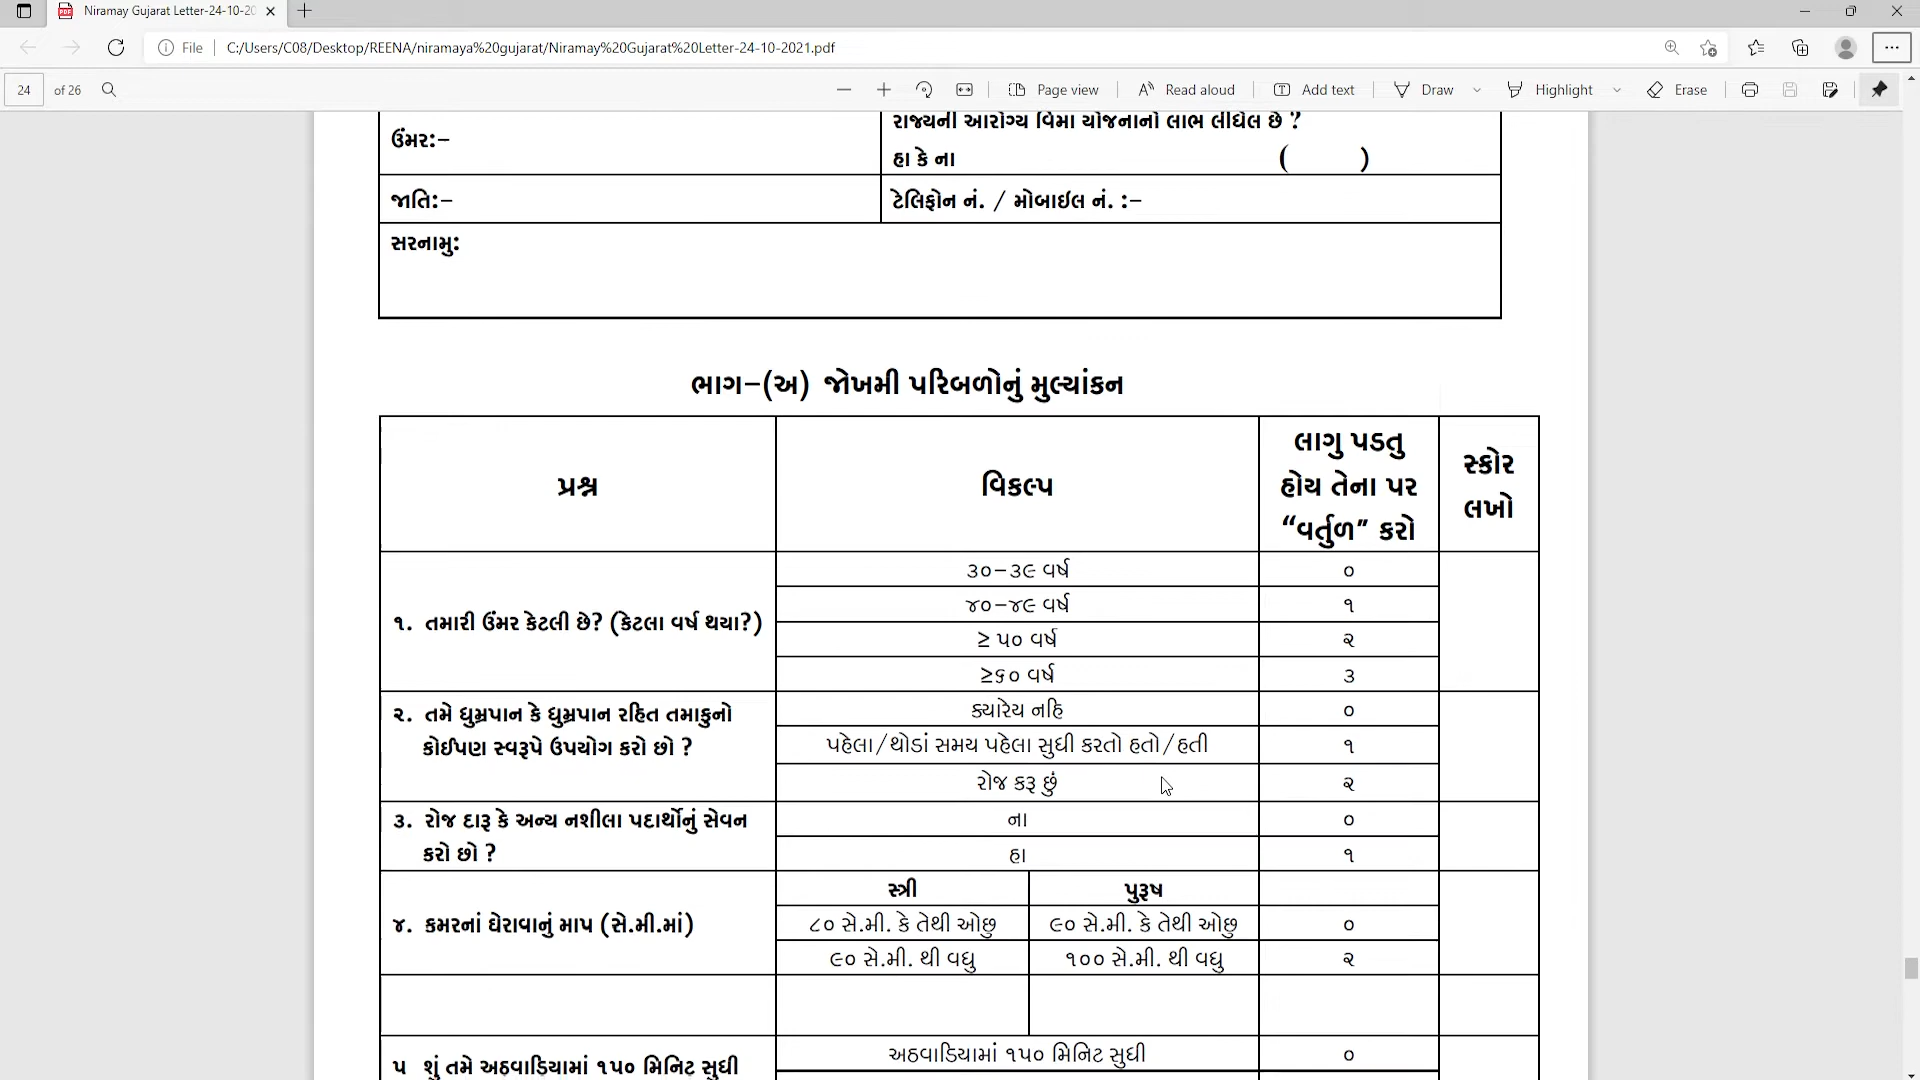 Niramay Gujarat Letter-24-10-20
File
C:/Users/C08/Desktop/REENA/niramaya%20gujarat/Niramay%20Gujarat%20Letter-24-10-2021.pdf
24 of 26
Page view
Read aloud
Add text
Draw
Highlight
Erase
રાજ્યની આરોગ્ય વિમા યોજનાનો લાભ લીધેલ છે ?
ઉંમર:-
હા કે ના ( )
જાતિ:-
ટેલિફોન નં. / મોબાઈલ નં. :-
સરનામુ:
ભાગ-(અ) જોખમી પરિબળોનું મુલ્યાંકન
પ્રશ્ન
વિકલ્પ
લાગુ પડતુ
હોય તેના પર
“વર્તુળ” કરો
સ્કોર
લખો
૧. તમારી ઉંમર કેટલી છે? (કેટલા વર્ષ થયા?)
૩૦-૩૯ વર્ષ ૦
૪૦-૪૯ વર્ષ ૧
≥ ૫૦ વર્ષ ૨
≥૬૦ વર્ષ ૩
૨. તમે ધુમ્રપાન કે ધુમ્રપાન રહિત તમાકુનો
કોઈપણ સ્વરૂપે ઉપયોગ કરો છો ?
ક્યારેય નહિ ૦
પહેલા/થોડાં સમય પહેલા સુધી કરતો હતો/હતી ૧
રોજ કરૂ છું ૨
૩. રોજ દારૂ કે અન્ય નશીલા પદાર્થોનું સેવન
કરો છો ?
ના ૦
હા ૧
૪. કમરનાં ઘેરાવાનું માપ (સે.મી.માં)
સ્ત્રી પુરૂષ
૮૦ સે.મી. કે તેથી ઓછુ ૯૦ સે.મી. કે તેથી ઓછુ ૦
૯૦ સે.મી. થી વધુ ૧૦૦ સે.મી. થી વધુ ૨
૫ શું તમે અઠવાડિયામાં ૧૫૦ મિનિટ સુધી
અઠવાડિયામાં ૧૫૦ મિનિટ સુધી ૦